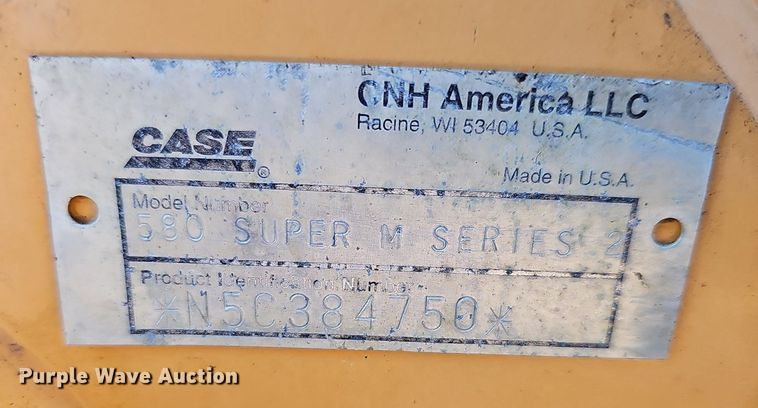 CNH America LLC
Racine, WI 53404 U.S.A.
CASE
®
Made in U.S.A.
Model Number
580 SUPER M SERIES 2
Product Identification Number
*N5C384750*
Purple Wave Auction